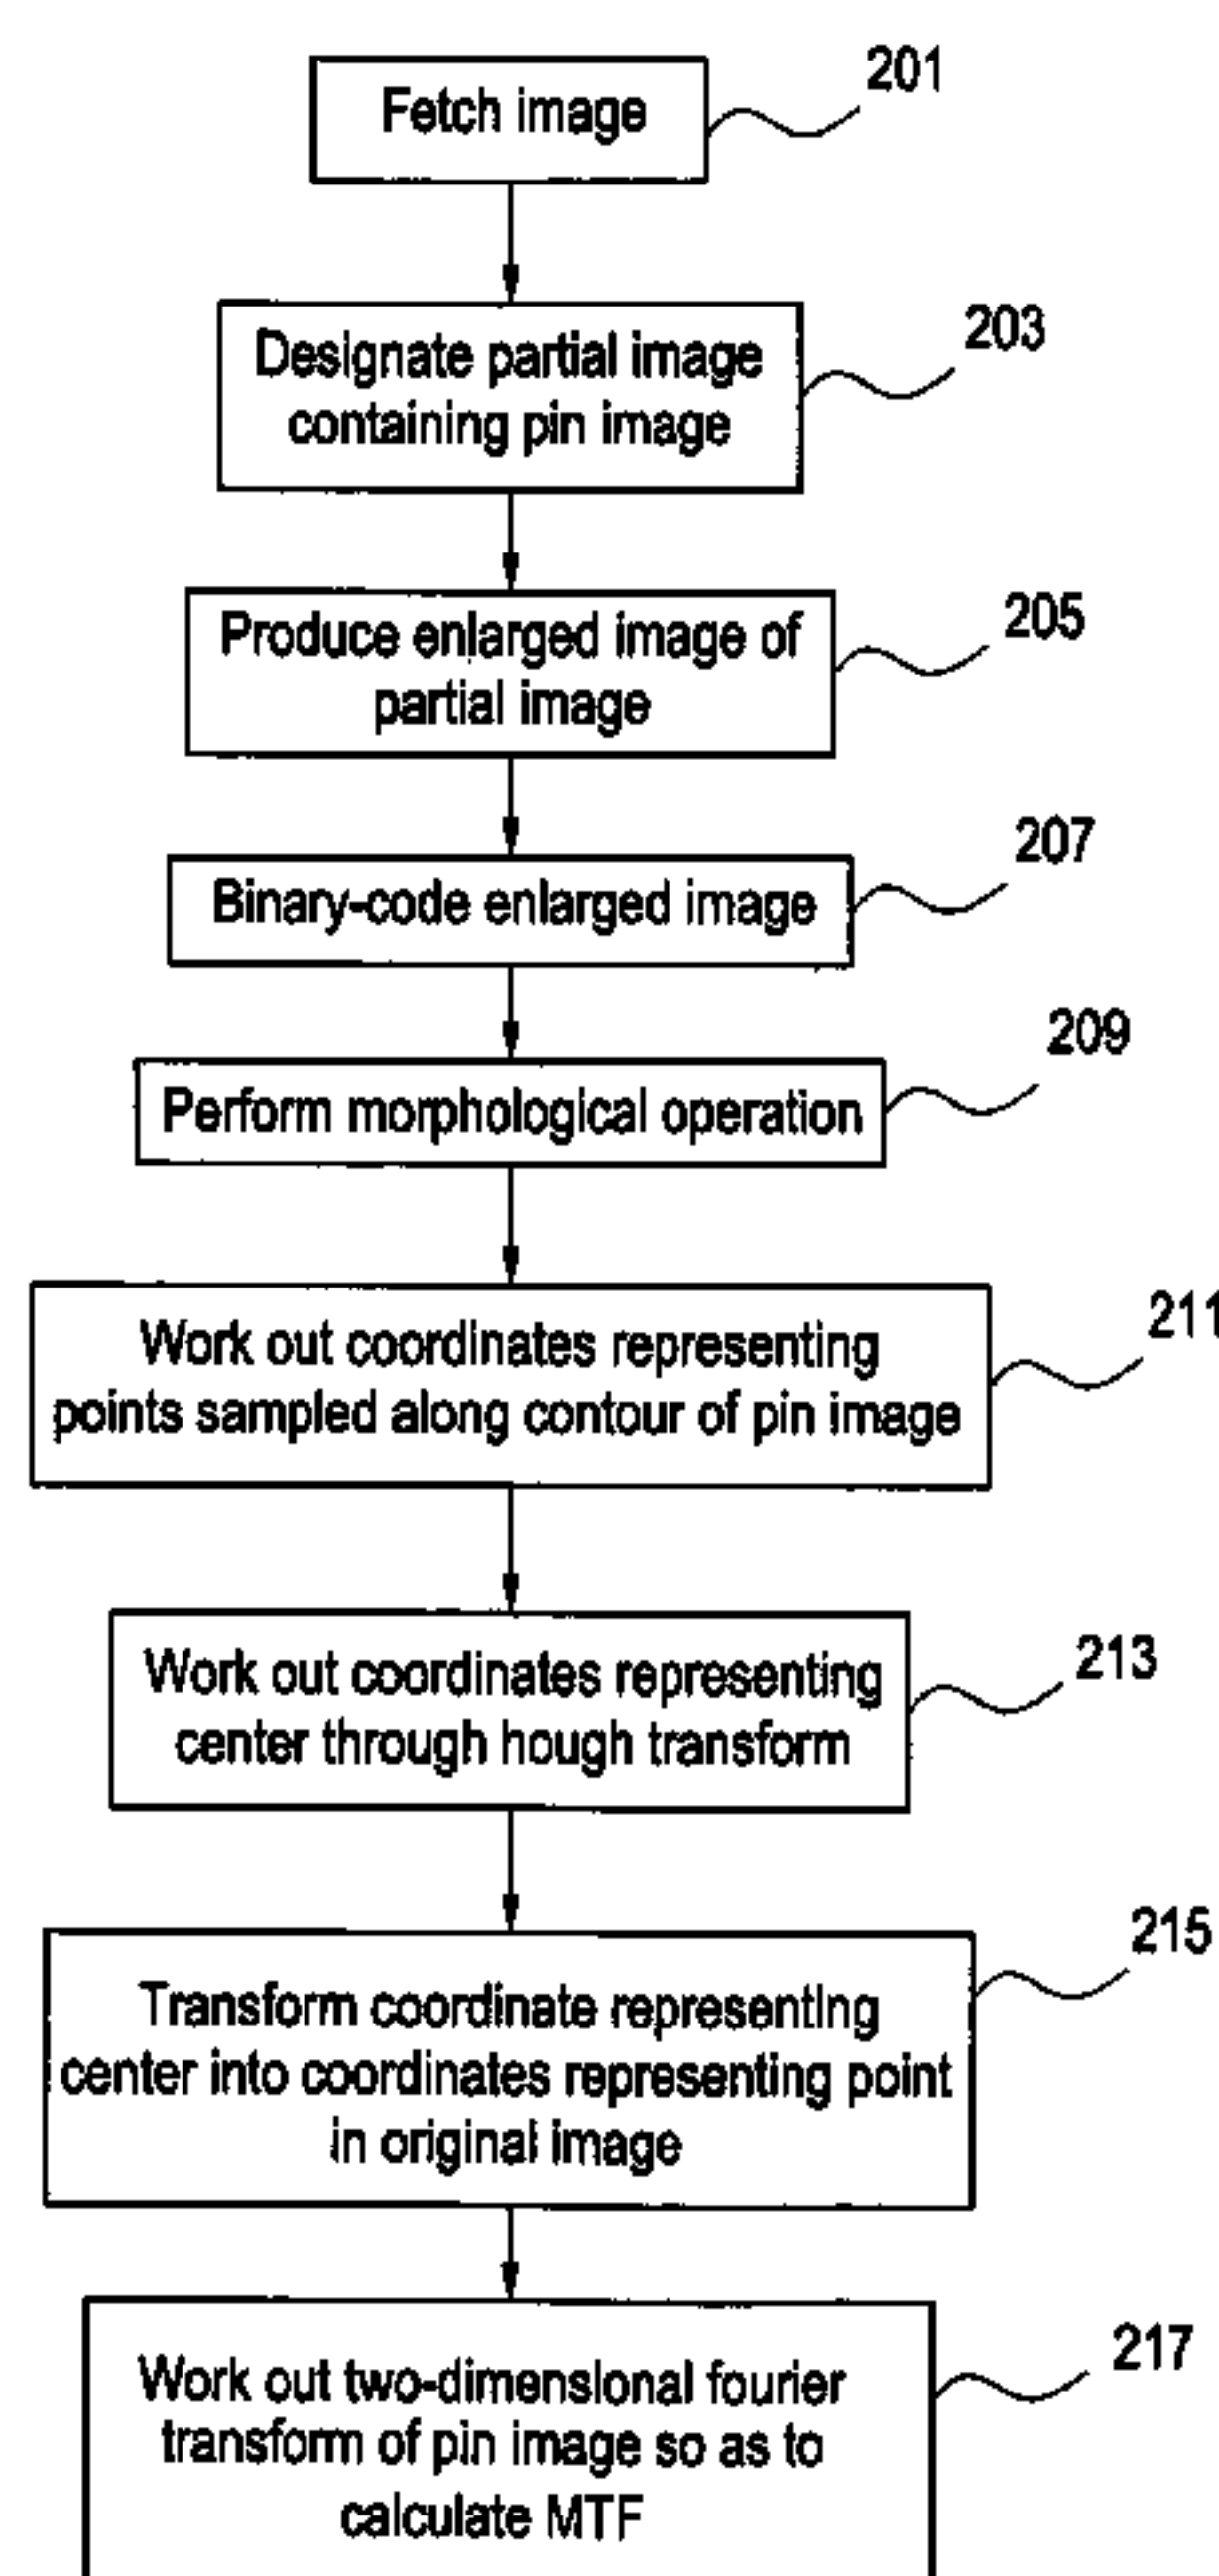 Fetch image
201
Designate partial image
containing pin image
203
Produce enlarged image of
partial image
205
Binary-code enlarged image
207
Perform morphological operation
209
Work out coordinates representing
points sampled along contour of pin image
211
Work out coordinates representing
center through hough transform
213
Transform coordinate representing
center into coordinates representing point
in original image
215
Work out two-dimensional fourier
transform of pin image so as to
calculate MTF
217